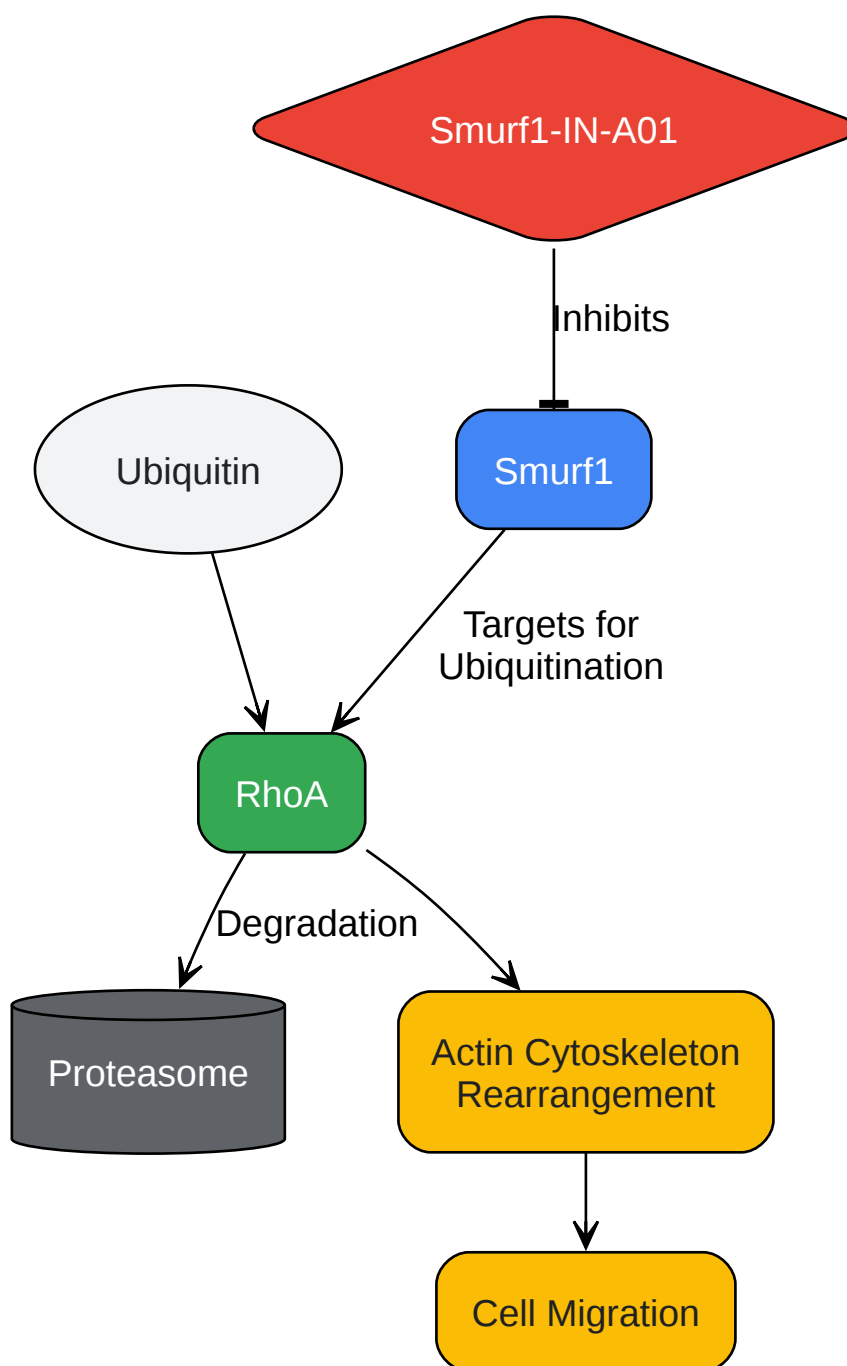 Smurf1-IN-A01
Inhibits
Ubiquitin
Smurf1
Targets for
Ubiquitination
RhoA
Degradation
Proteasome
Actin Cytoskeleton
Rearrangement
Cell Migration